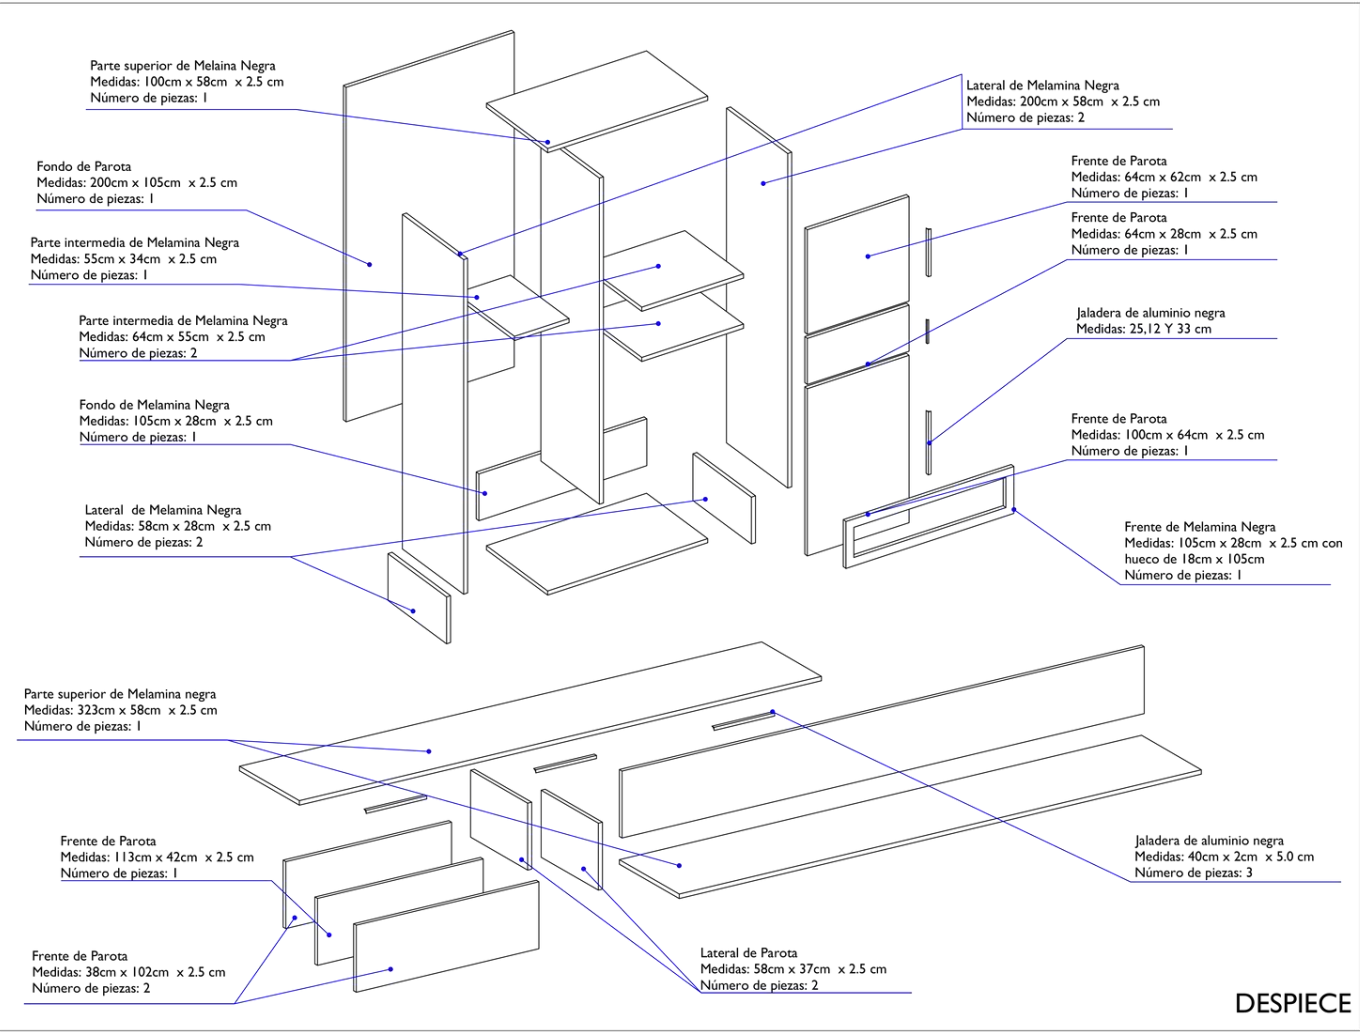 Parte superior de Melaina Negra
Medidas: 100cm x 58cm x 2.5 cm
Número de piezas: 1
Fondo de Parota
Medidas: 200cm x 105cm x 2.5 cm
Número de piezas: 1
Parte intermedia de Melamina Negra
Medidas: 55cm x 34cm x 2.5 cm
Número de piezas: 1
Parte intermedia de Melamina Negra
Medidas: 64cm x 55cm x 2.5 cm
Número de piezas: 2
Fondo de Melamina Negra
Medidas: 105cm x 28cm x 2.5 cm
Número de piezas: 1
Lateral de Melamina Negra
Medidas: 58cm x 28cm x 2.5 cm
Número de piezas: 2
Lateral de Melamina Negra
Medidas: 200cm x 58cm x 2.5 cm
Número de piezas: 2
Frente de Parota
Medidas: 64cm x 62cm x 2.5 cm
Número de piezas: 1
Frente de Parota
Medidas: 64cm x 28cm x 2.5 cm
Número de piezas: 1
Jaladera de aluminio negra
Medidas: 25,12 Y 33 cm
Frente de Parota
Medidas: 100cm x 64cm x 2.5 cm
Número de piezas: 1
Frente de Melamina Negra
Medidas: 105cm x 28cm x 2.5 cm con
hueco de 18cm x 105cm
Número de piezas: 1
Parte superior de Melamina negra
Medidas: 323cm x 58cm x 2.5 cm
Número de piezas: 1
Frente de Parota
Medidas: 113cm x 42cm x 2.5 cm
Número de piezas: 1
Frente de Parota
Medidas: 38cm x 102cm x 2.5 cm
Número de piezas: 2
Jaladera de aluminio negra
Medidas: 40cm x 2cm x 5.0 cm
Número de piezas: 3
Lateral de Parota
Medidas: 58cm x 37cm x 2.5 cm
Número de piezas: 2
DESPIECE